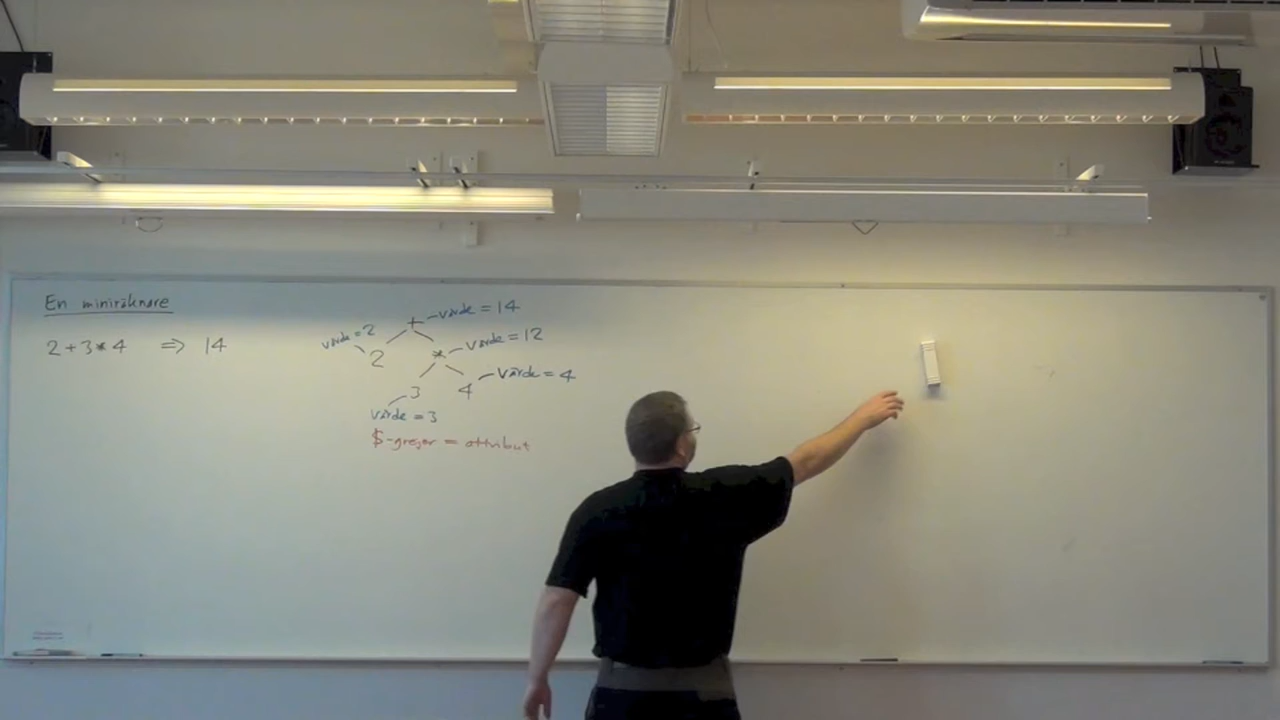 En miniräknare
2+3*4 ⇒ 14
+ värde = 14
värde=2
2
* värde = 12
3
4 värde = 4
värde = 3
$-grejor = attribut